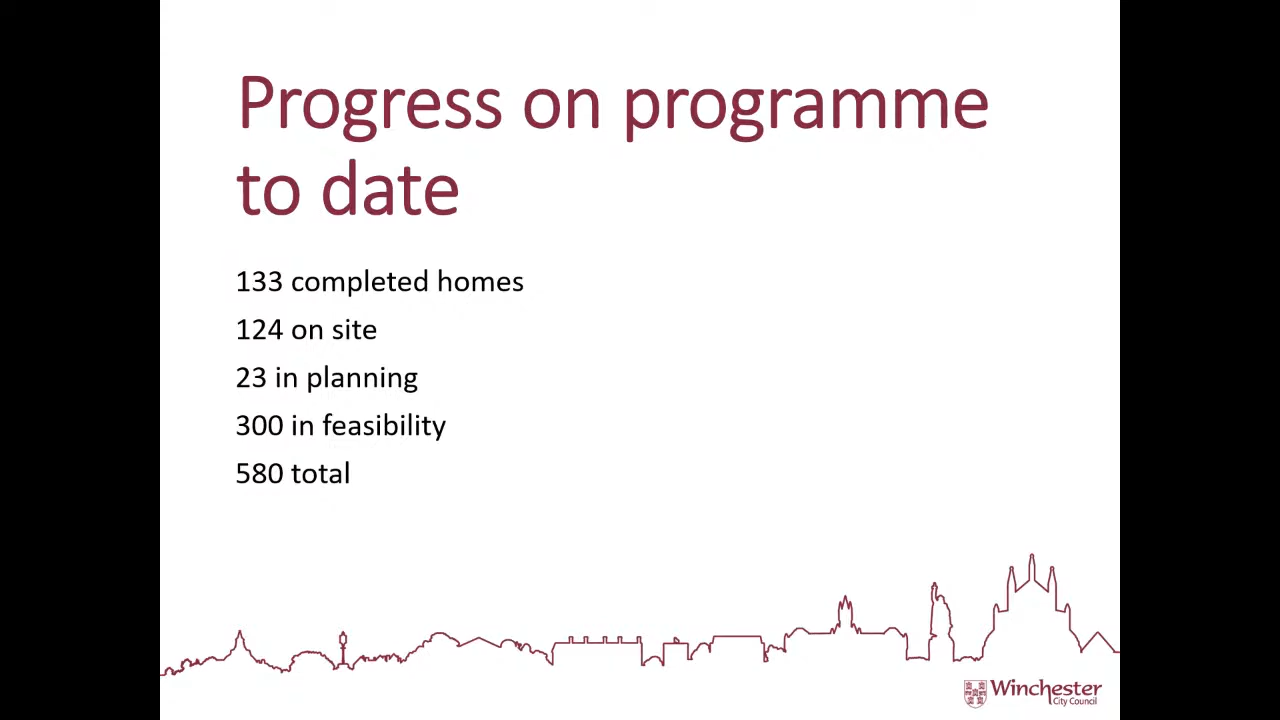 Progress on programme
to date
133 completed homes
124 on site
23 in planning
300 in feasibility
580 total
Winchester
City Council